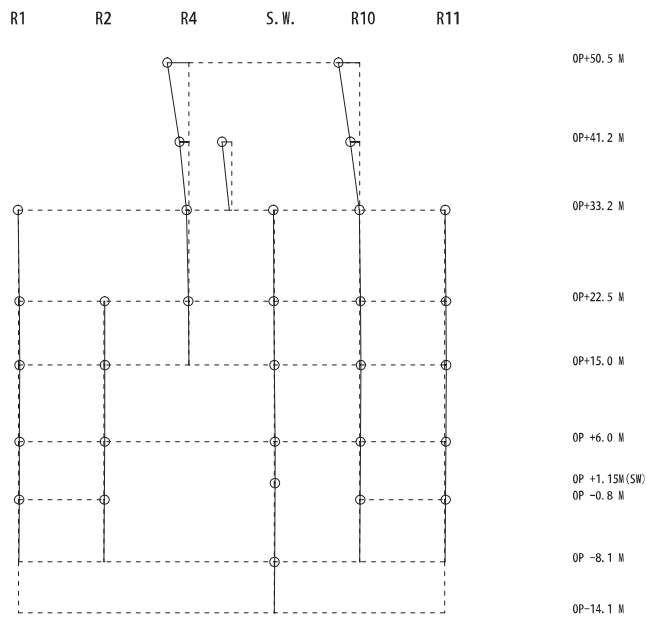 R1 R2 R4 S.W. R10 R11
OP+50.5 M
OP+41.2 M
OP+33.2 M
OP+22.5 M
OP+15.0 M
OP +6.0 M
OP +1.15M(SW)
OP -0.8 M
OP -8.1 M
OP-14.1 M